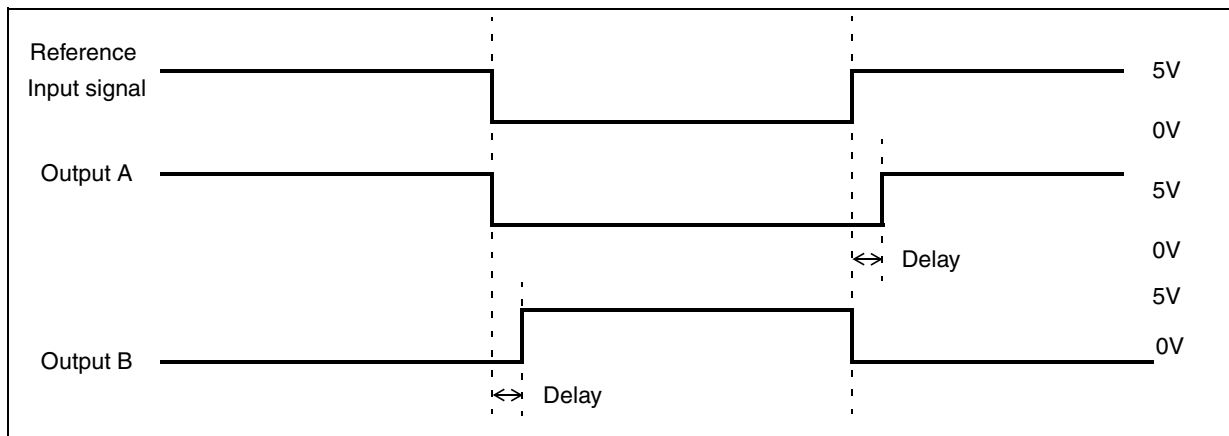 Reference
Input signal
5V
0V
Output A
5V
0V
Delay
5V
0V
Output B
Delay